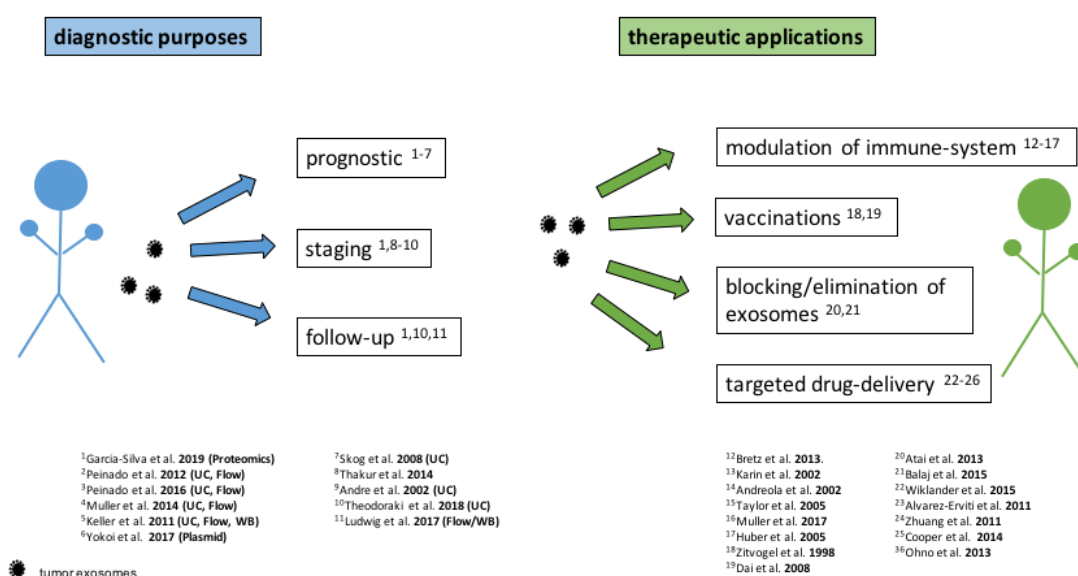 diagnostic purposes
therapeutic applications
prognostic 1-7
staging 1,8-10
follow-up 1,10,11
modulation of immune-system 12-17
vaccinations 18,19
blocking/elimination of
exosomes 20,21
targeted drug-delivery 22-26
1Garcia-Silva et al. 2019 (Proteomics)
2Peinado et al. 2012 (UC, Flow)
3Peinado et al. 2016 (UC, Flow)
4Muller et al. 2014 (UC, Flow)
5Keller et al. 2011 (UC, Flow, WB)
6Yokoi et al. 2017 (Plasmid)
7Skog et al. 2008 (UC)
8Thakur et al. 2014
9Andre et al. 2002 (UC)
10Theodoraki et al. 2018 (UC)
11Ludwig et al. 2017 (Flow/WB)
12Bretz et al. 2013.
13Karin et al. 2002
14Andreola et al. 2002
15Taylor et al. 2005
16Muller et al. 2017
17Huber et al. 2005
18Zitvogel et al. 1998
19Dai et al. 2008
20Atai et al. 2013
21Balaj et al. 2015
22Wiklander et al. 2015
23Alvarez-Erviti et al. 2011
24Zhuang et al. 2011
25Cooper et al. 2014
36Ohno et al. 2013
tumor exosomes